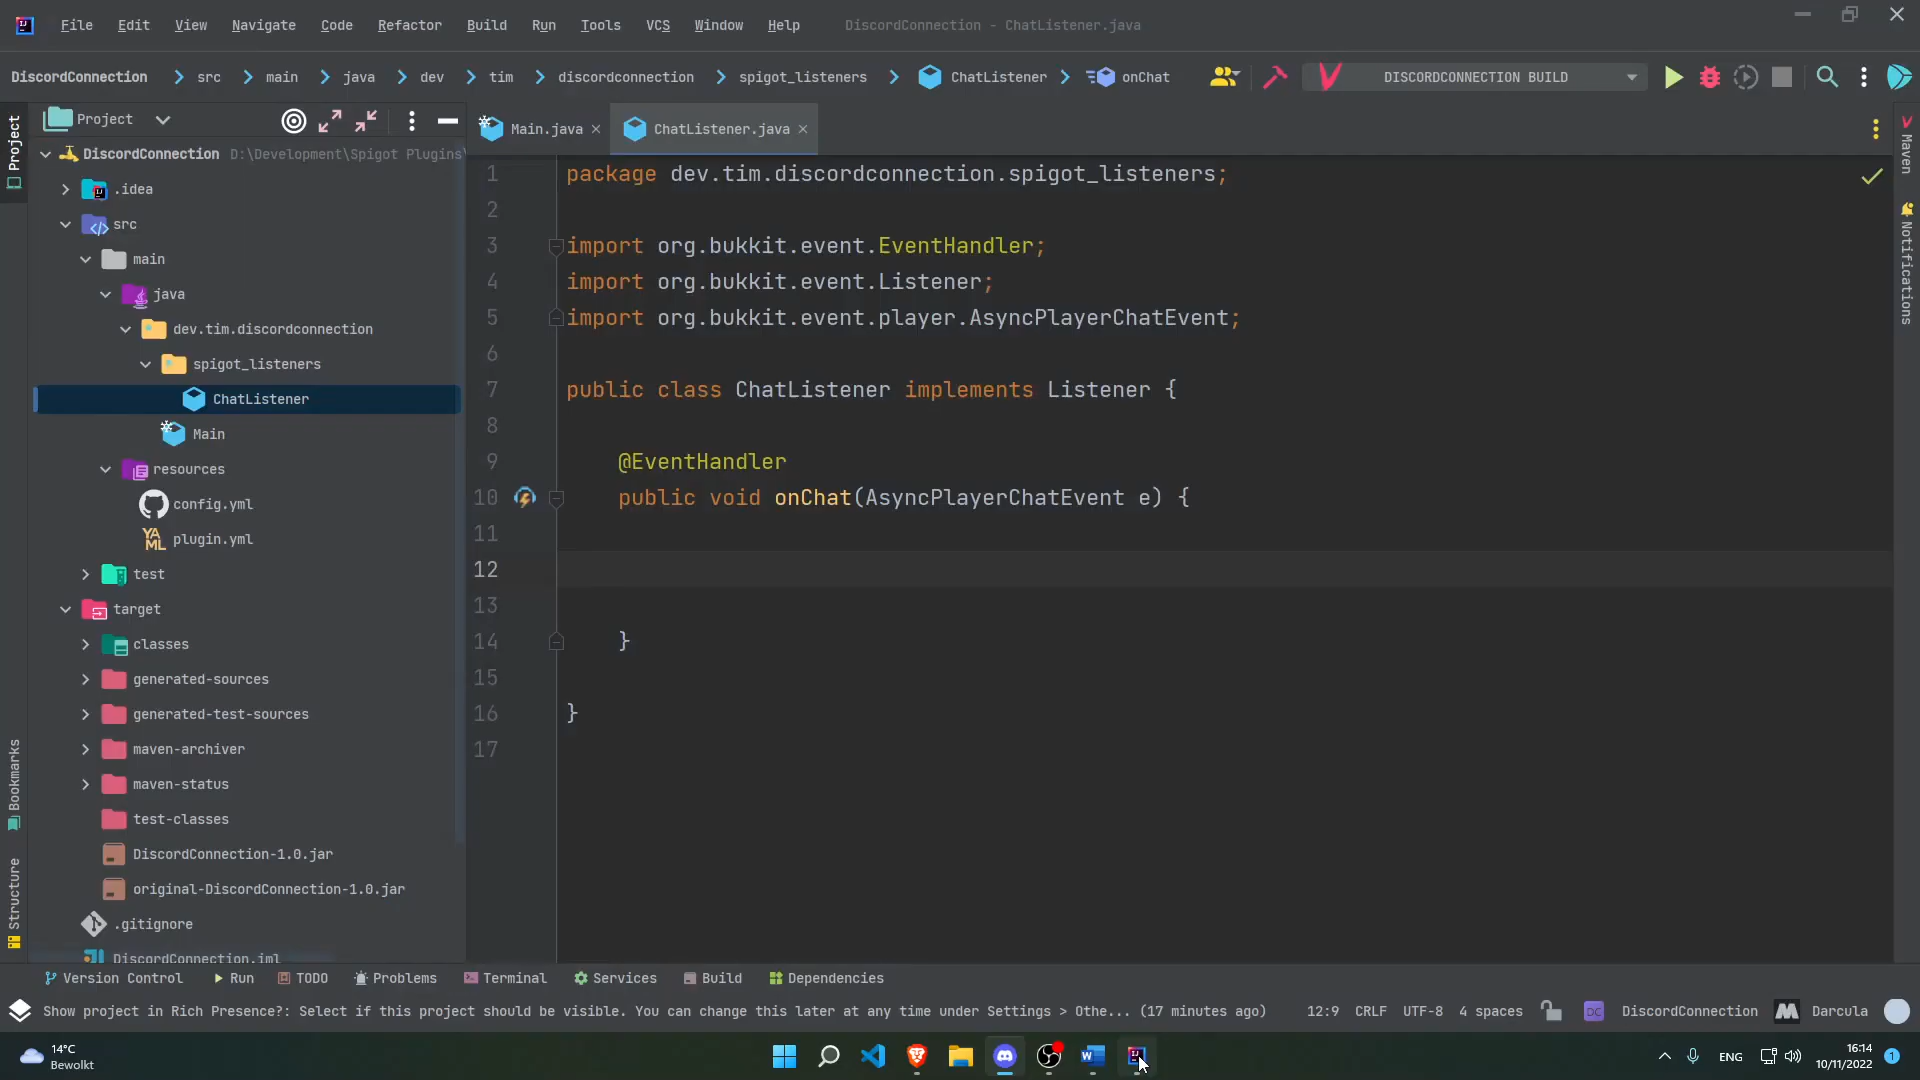 File Edit View Navigate Code Refactor Build Run Tools VCS Window Help DiscordConnection - ChatListener.java
DiscordConnection src main java dev tim discordconnection spigot_listeners ChatListener onChat DISCORDCONNECTION BUILD
Project
Main.java ChatListener.java
Project
DiscordConnection D:\Development\Spigot Plugins\
.idea
src
main
java
dev.tim.discordconnection
spigot_listeners
ChatListener
Main
resources
config.yml
YAML plugin.yml
test
target
classes
generated-sources
generated-test-sources
maven-archiver
maven-status
test-classes
DiscordConnection-1.0.jar
original-DiscordConnection-1.0.jar
.gitignore
DiscordConnection.iml
Bookmarks
Structure
1 package dev.tim.discordconnection.spigot_listeners;
2
3 import org.bukkit.event.EventHandler;
4 import org.bukkit.event.Listener;
5 import org.bukkit.event.player.AsyncPlayerChatEvent;
6
7 public class ChatListener implements Listener {
8
9 @EventHandler
10 public void onChat(AsyncPlayerChatEvent e) {
11
12
13
14 }
15
16 }
17
Maven
Notifications
Version Control Run TODO Problems Terminal Services Build Dependencies
Show project in Rich Presence?: Select if this project should be visible. You can change this later at any time under Settings > Othe... (17 minutes ago) 12:9 CRLF UTF-8 4 spaces DC DiscordConnection Darcula
14°C
Bewolkt
ENG
16:14
10/11/2022
1